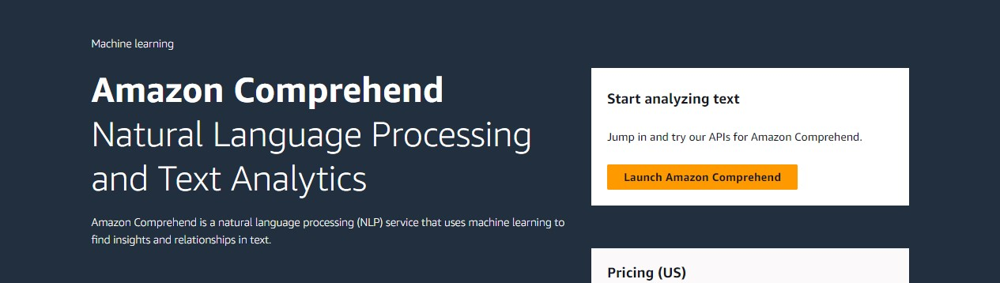 Machine learning
Amazon Comprehend
Natural Language Processing
and Text Analytics
Amazon Comprehend is a natural language processing (NLP) service that uses machine learning to
find insights and relationships in text.
Start analyzing text
Jump in and try our APIs for Amazon Comprehend.
Launch Amazon Comprehend
Pricing (US)